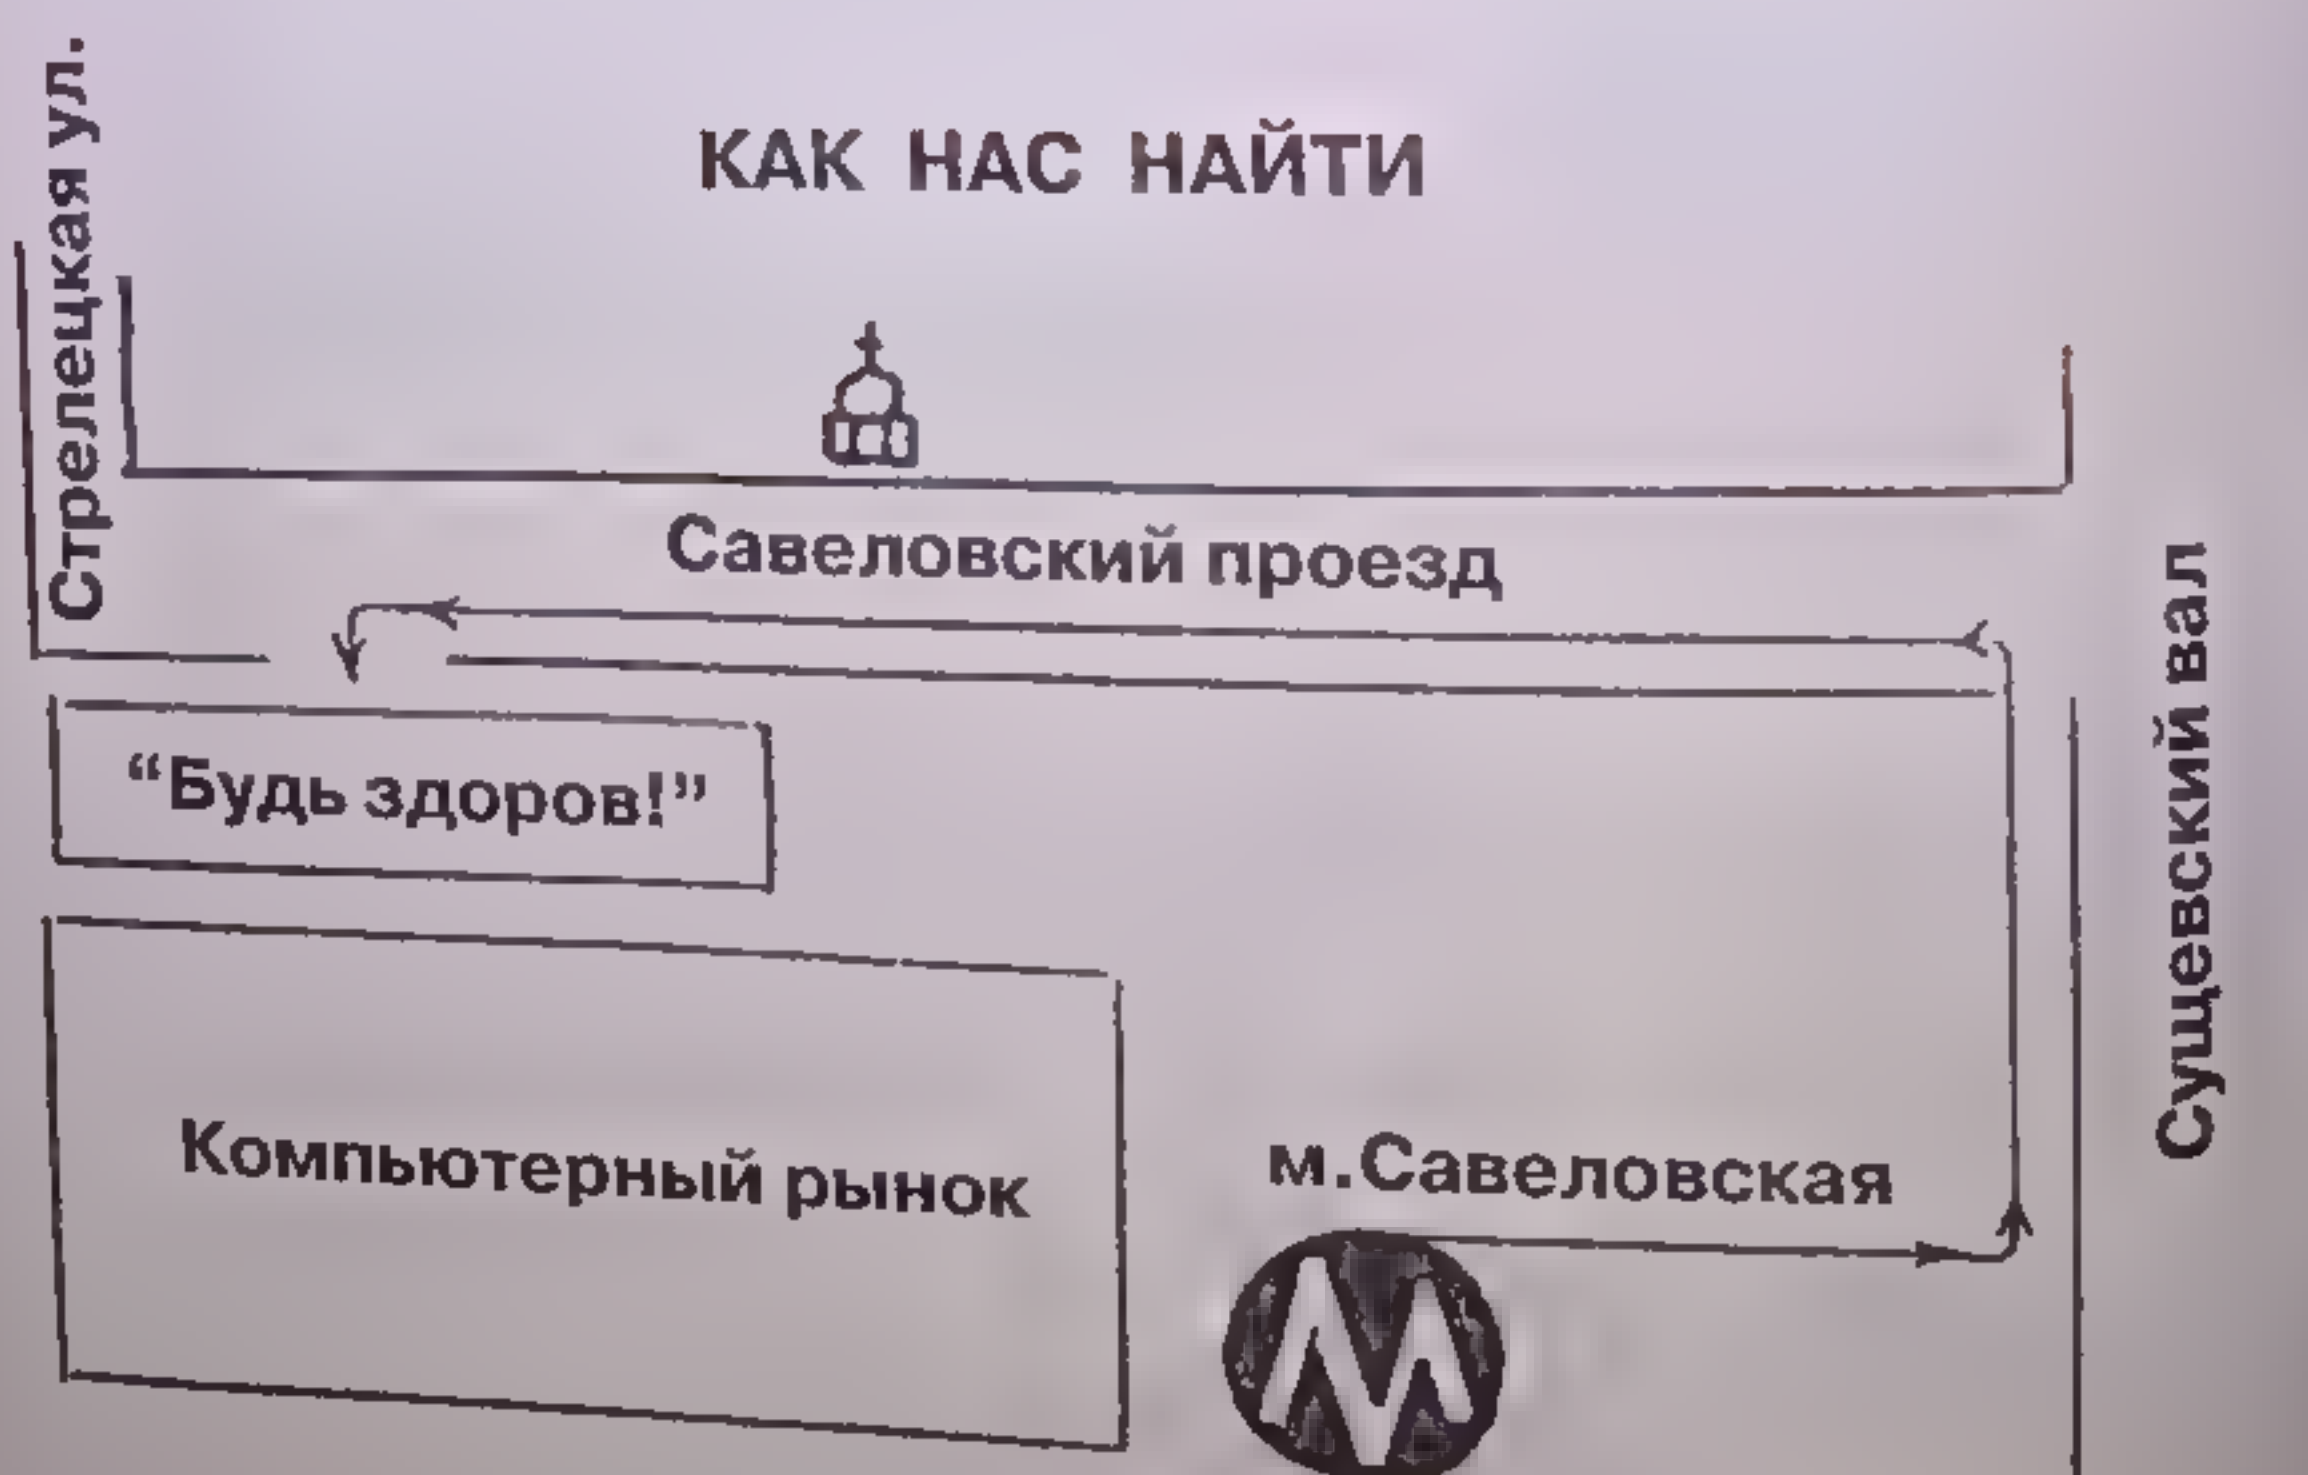 КАК НАС НАЙТИ
Стрелецкая ул.
Савеловский проезд
Сущевский вал
“Будь здоров!”
Компьютерный рынок
м.Савеловская
М